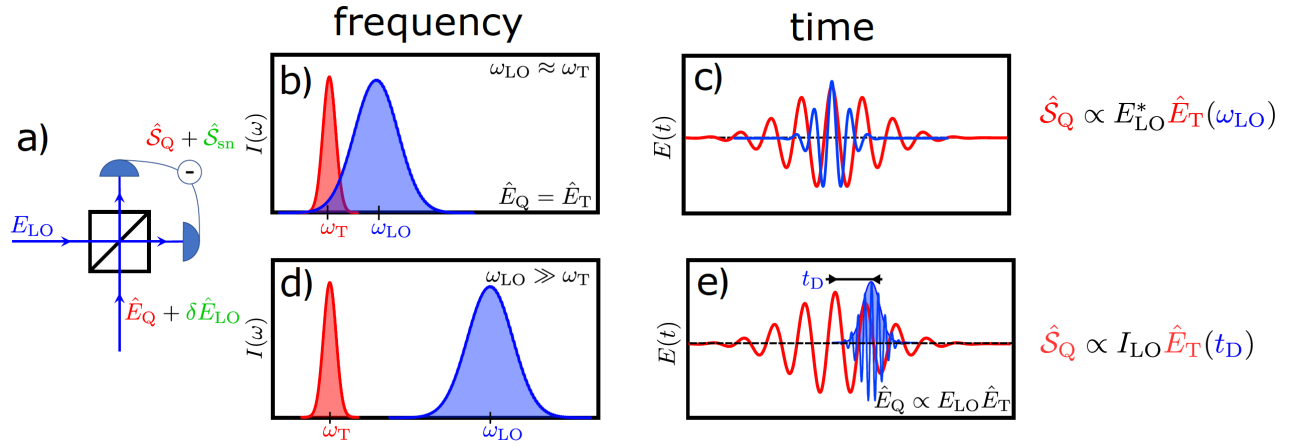 frequency
time
a)
Ŝ_Q + Ŝ_sn
-
E_LO
Ê_Q + δÊ_LO
b)
ω_LO ≈ ω_T
I(ω)
Ê_Q = Ê_T
ω_T
ω_LO
c)
E(t)
Ŝ_Q ∝ E*_LO Ê_T(ω_LO)
d)
ω_LO ≫ ω_T
I(ω)
ω_T
ω_LO
e)
t_D
E(t)
Ê_Q ∝ E_LO Ê_T
Ŝ_Q ∝ I_LO Ê_T(t_D)